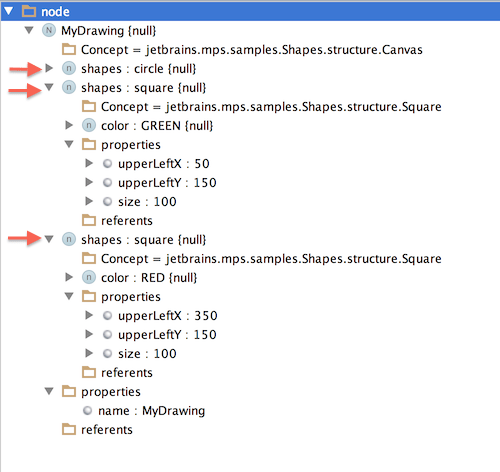 node
N MyDrawing {null}
Concept = jetbrains.mps.samples.Shapes.structure.Canvas
n shapes : circle {null}
n shapes : square {null}
Concept = jetbrains.mps.samples.Shapes.structure.Square
n color : GREEN {null}
properties
upperLeftX : 50
upperLeftY : 150
size : 100
referents
n shapes : square {null}
Concept = jetbrains.mps.samples.Shapes.structure.Square
n color : RED {null}
properties
upperLeftX : 350
upperLeftY : 150
size : 100
referents
properties
name : MyDrawing
referents